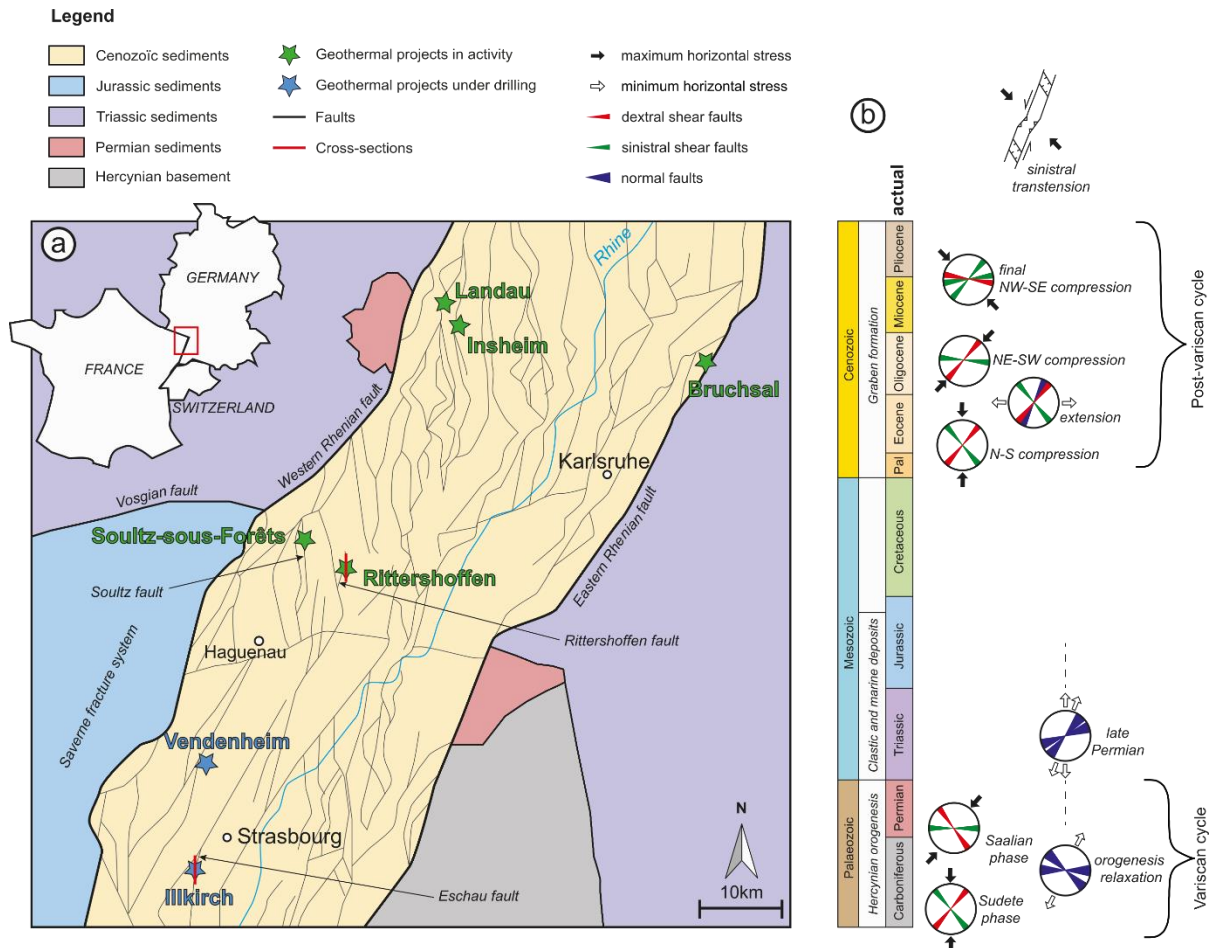 Legend
Cenozoïc sediments
Jurassic sediments
Triassic sediments
Permian sediments
Hercynian basement
Geothermal projects in activity
Geothermal projects under drilling
Faults
Cross-sections
maximum horizontal stress
minimum horizontal stress
dextral shear faults
sinistral shear faults
normal faults
a
GERMANY
FRANCE
SWITZERLAND
Rhine
Landau
Insheim
Bruchsal
Western Rhenian fault
Karlsruhe
Vosgian fault
Soultz-sous-Forêts
Eastern Rhenian fault
Rittershoffen
Soultz fault
Rittershoffen fault
Haguenau
Saverne fracture system
Vendenheim
Strasbourg
Eschau fault
Illkirch
N
10km
b
sinistral
transtension
actual
Cenozoic
Graben formation
Pliocene
Miocene
Oligocene
Eocene
Pal
final
NW-SE compression
NE-SW compression
extension
N-S compression
Post-variscan cycle
Mesozoic
Clastic and marine deposits
Cretaceous
Jurassic
Triassic
late
Permian
Palaeozoic
Hercynian orogenesis
Permian
Carboniferous
Saalian
phase
orogenesis
relaxation
Sudete
phase
Variscan cycle